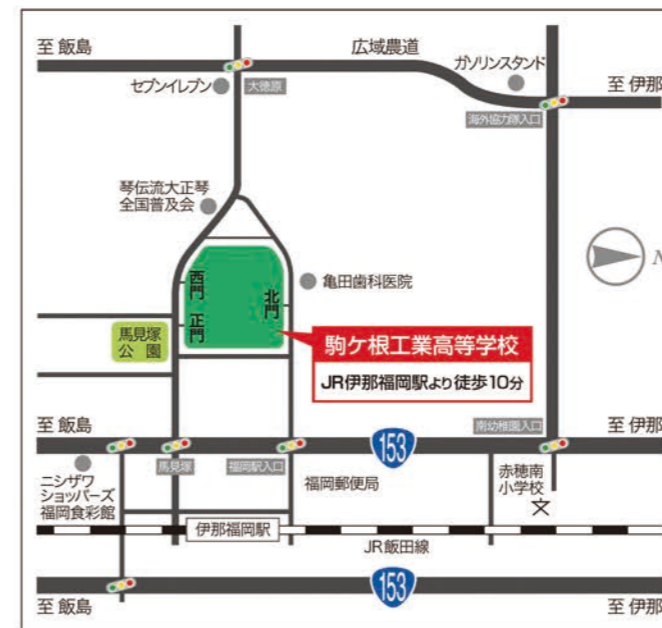 至 飯島
広域農道
ガソリンスタンド
至 伊那
セブンイレブン
大徳原
海外協力隊入口
琴伝流大正琴
全国普及会
N
亀田歯科医院
西門
正門
北門
馬見塚
公園
駒ケ根工業高等学校
JR伊那福岡駅より徒歩10分
至 飯島
153
南幼稚園入口
至 伊那
馬見塚
福岡駅入口
ニシザワ
ショッパーズ
福岡食彩館
福岡郵便局
赤穂南
小学校
文
伊那福岡駅
JR飯田線
至 飯島
153
至 伊那